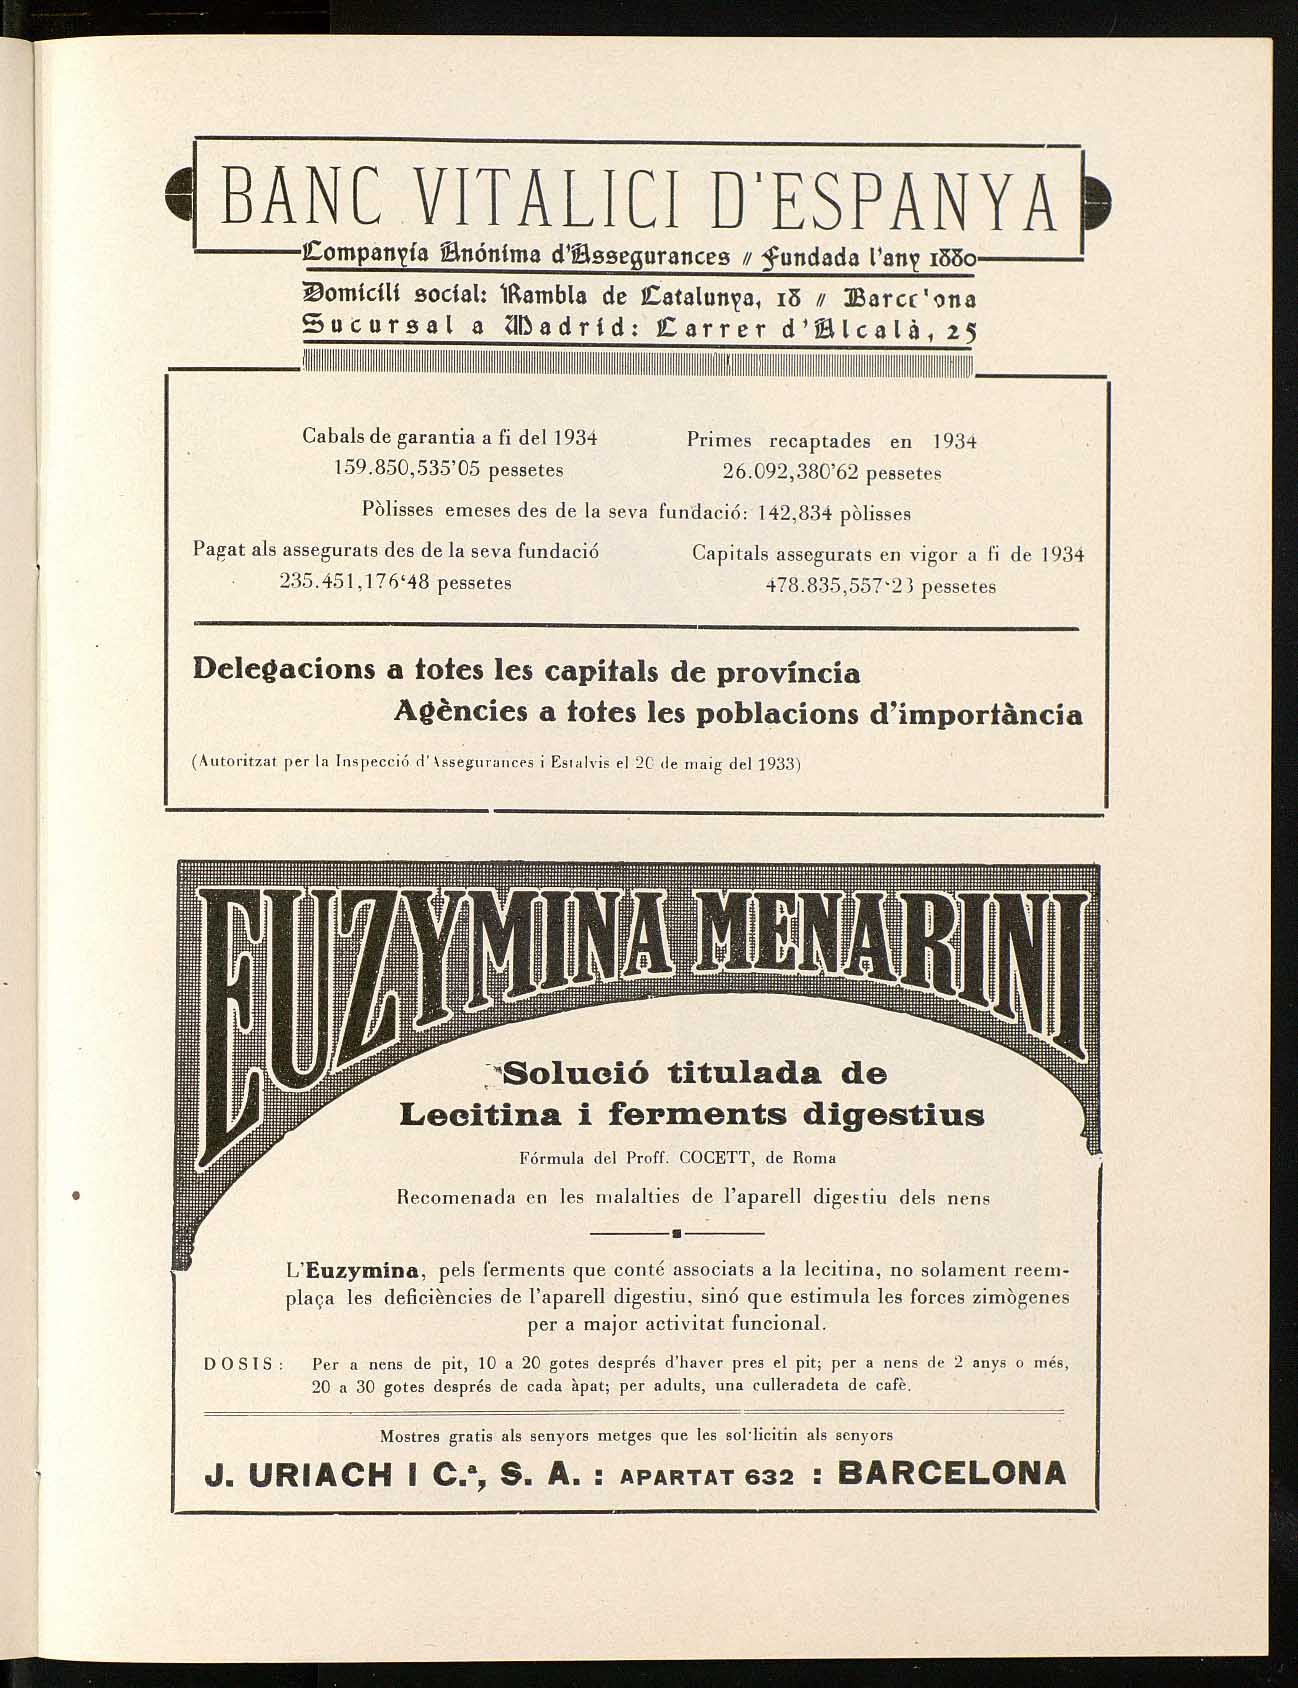 BANC VITALICI D'ESPANYA
Companyía Anónima d'Assegurances // Fundada l'any 1880
Domicili social: Rambla de Catalunya, 18 // Barce'ona
Sucursal a Madrid: Carrer d'Alcalà, 25
Cabals de garantia a fi del 1934
159.850,535'05 pessetes
Primes recaptades en 1934
26.092,380'62 pessetes
Pòlisses emeses des de la seva fundació: 142,834 pòlisses
Pagat als assegurats des de la seva fundació
235.451,176'48 pessetes
Capitals assegurats en vigor a fi de 1934
478.835,557'23 pessetes
Delegacions a totes les capitals de província
Agències a totes les poblacions d'importància
(Autoritzat per la Inspecció d'Assegurances i Estalvis el 20 de maig del 1933)
EUZYMINA MENARINI
Solució titulada de
Lecitina i ferments digestius
Fórmula del Proff. COCETT, de Roma
Recomenada en les malalties de l'aparell digestiu dels nens
L'Euzymina, pels ferments que conté associats a la lecitina, no solament reem-
plaça les deficiències de l'aparell digestiu, sinó que estimula les forces zimògenes
per a major activitat funcional.
DOSIS: Per a nens de pit, 10 a 20 gotes després d'haver pres el pit; per a nens de 2 anys o més,
20 a 30 gotes després de cada àpat; per adults, una culleradeta de cafè.
Mostres gratis als senyors metges que les sol·licitin als senyors
J. URIACH I C.ª, S. A. : APARTAT 632 : BARCELONA